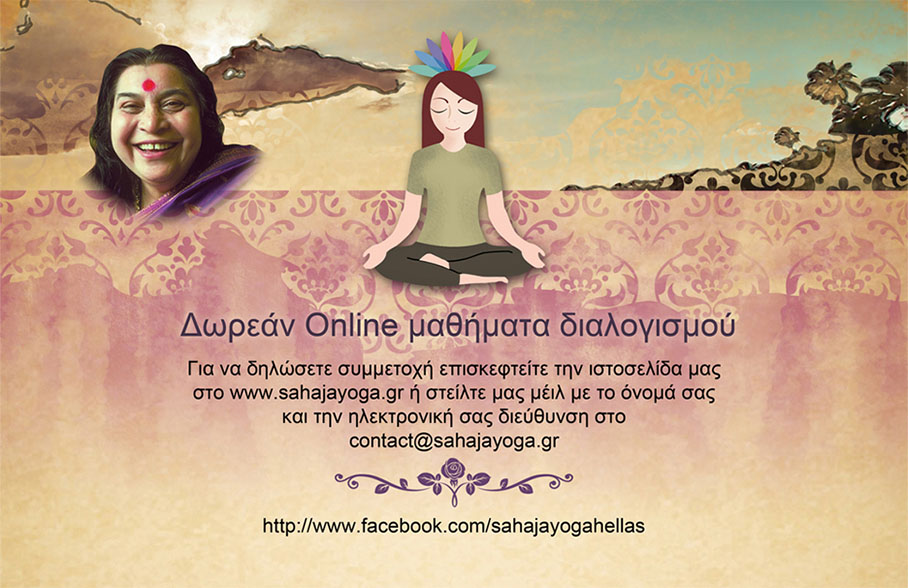 Δωρεάν Online μαθήματα διαλογισμού
Για να δηλώσετε συμμετοχή επισκεφτείτε την ιστοσελίδα μας
στο www.sahajayoga.gr ή στείλτε μας μέιλ με το όνομά σας
και την ηλεκτρονική σας διεύθυνση στο
contact@sahajayoga.gr
http://www.facebook.com/sahajayogahellas